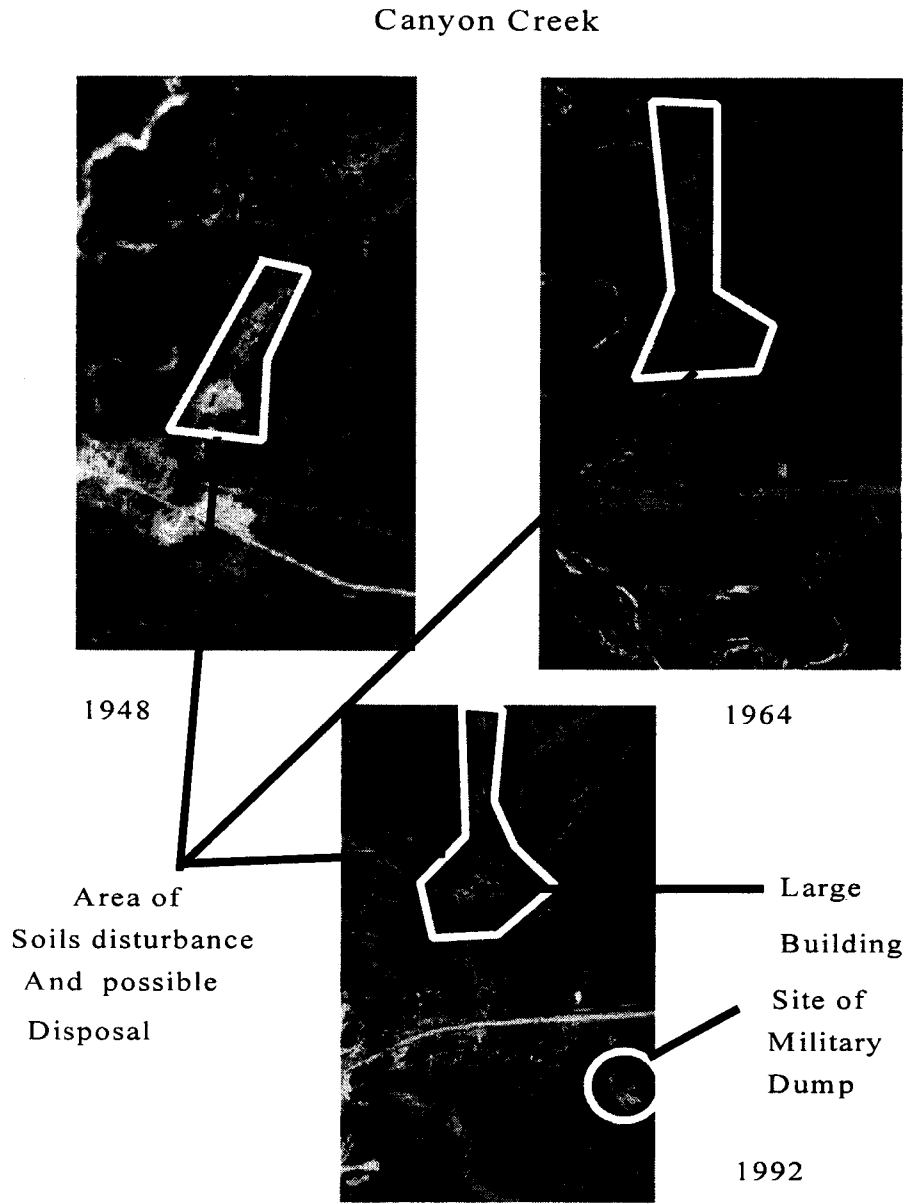 Canyon Creek
1948
1964
Area of
Soils disturbance
And possible
Disposal
Large
Building
Site of
Military
Dump
1992